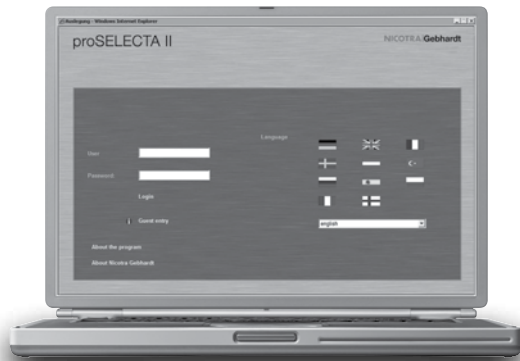 Auslegung - Windows Internet Explorer
proSELECTA II
NICOTRA Gebhardt
Language
User
Password
Login
i Guest entry
english
About the program
About Nicotra Gebhardt